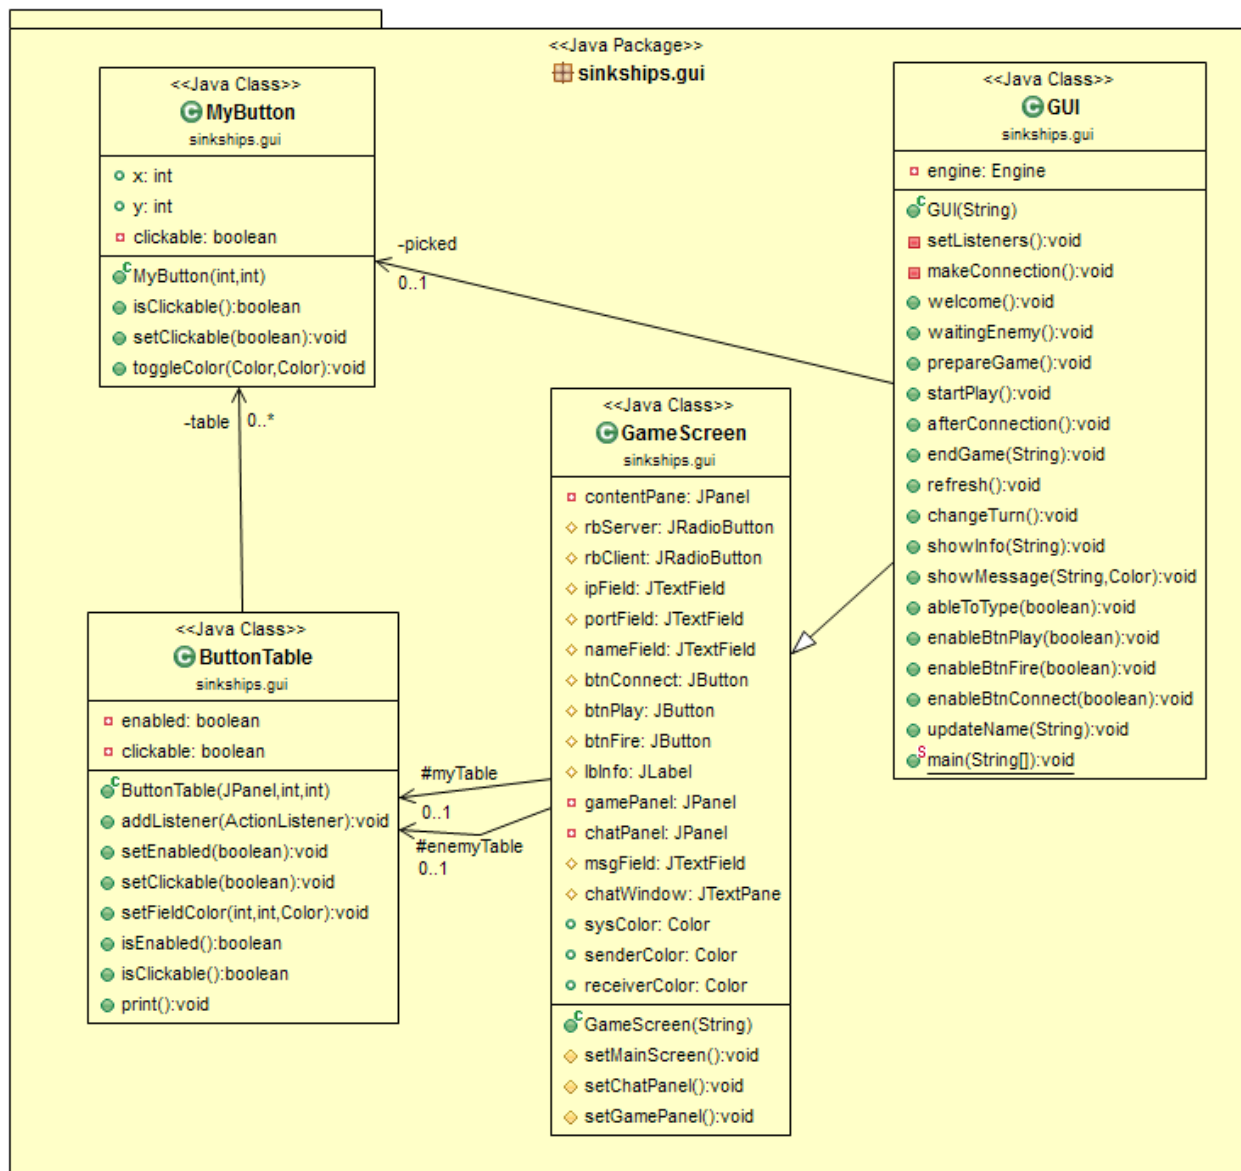 <<Java Package>>
sinkships.gui
<<Java Class>>
MyButton
sinkships.gui
x: int
y: int
clickable: boolean
MyButton(int,int)
isClickable():boolean
setClickable(boolean):void
toggleColor(Color,Color):void
-picked
0..1
-table
0..*
<<Java Class>>
ButtonTable
sinkships.gui
enabled: boolean
clickable: boolean
ButtonTable(JPanel,int,int)
addListener(ActionListener):void
setEnabled(boolean):void
setClickable(boolean):void
setFieldColor(int,int,Color):void
isEnabled():boolean
isClickable():boolean
print():void
#myTable
0..1
#enemyTable
0..1
<<Java Class>>
GameScreen
sinkships.gui
contentPane: JPanel
rbServer: JRadioButton
rbClient: JRadioButton
ipField: JTextField
portField: JTextField
nameField: JTextField
btnConnect: JButton
btnPlay: JButton
btnFire: JButton
lbInfo: JLabel
gamePanel: JPanel
chatPanel: JPanel
msgField: JTextField
chatWindow: JTextPane
sysColor: Color
senderColor: Color
receiverColor: Color
GameScreen(String)
setMainScreen():void
setChatPanel():void
setGamePanel():void
<<Java Class>>
GUI
sinkships.gui
engine: Engine
GUI(String)
setListeners():void
makeConnection():void
welcome():void
waitingEnemy():void
prepareGame():void
startPlay():void
afterConnection():void
endGame(String):void
refresh():void
changeTurn():void
showInfo(String):void
showMessage(String,Color):void
ableToType(boolean):void
enableBtnPlay(boolean):void
enableBtnFire(boolean):void
enableBtnConnect(boolean):void
updateName(String):void
main(String[]):void